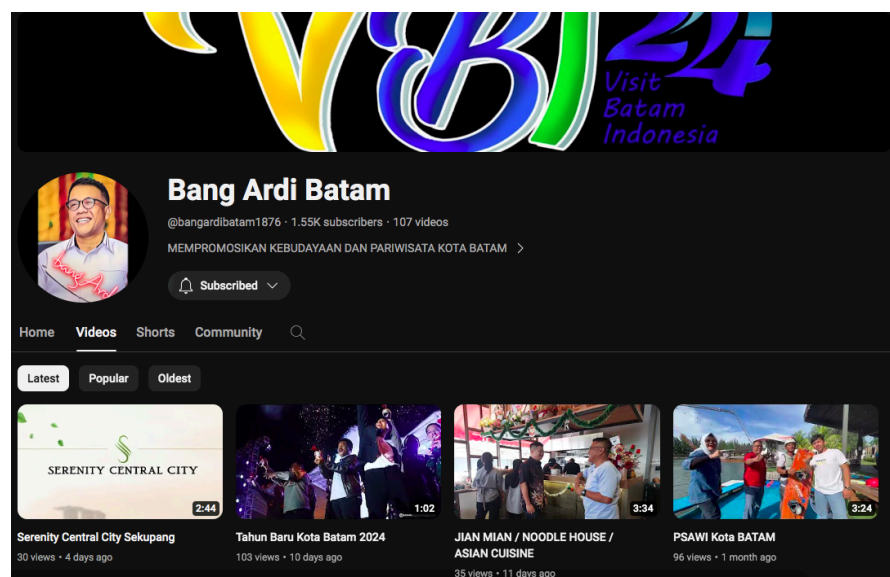 VBI 24
Visit
Batam
Indonesia
Bang Ardi
Bang Ardi Batam
@bangardibatam1876 · 1.55K subscribers · 107 videos
MEMPROMOSIKAN KEBUDAYAAN DAN PARIWISATA KOTA BATAM
Subscribed
Home Videos Shorts Community
Latest Popular Oldest
SERENITY CENTRAL CITY
2:44 1:02 3:34 3:24
Serenity Central City Sekupang
30 views • 4 days ago
Tahun Baru Kota Batam 2024
103 views • 10 days ago
JIAN MIAN / NOODLE HOUSE /
ASIAN CUISINE
35 views • 11 days ago
PSAWI Kota BATAM
96 views • 1 month ago